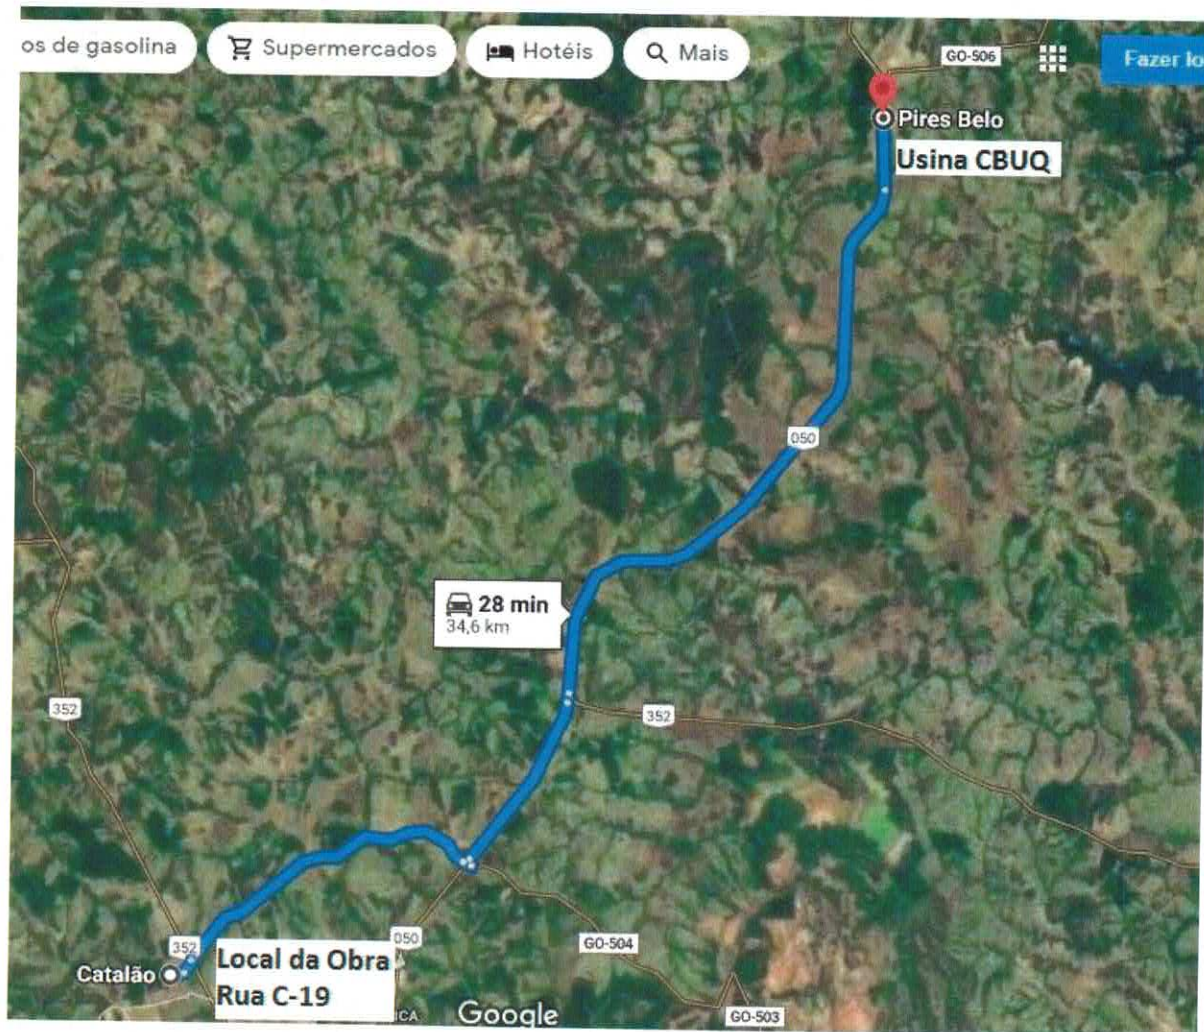 os de gasolina
Supermercados
Hotéis
Mais
GO-506
Fazer lo
Pires Belo
Usina CBUQ
050
28 min
34,6 km
352
352
352
050
GO-504
Catalão
Local da Obra
Rua C-19
ICA
Google
GO-503